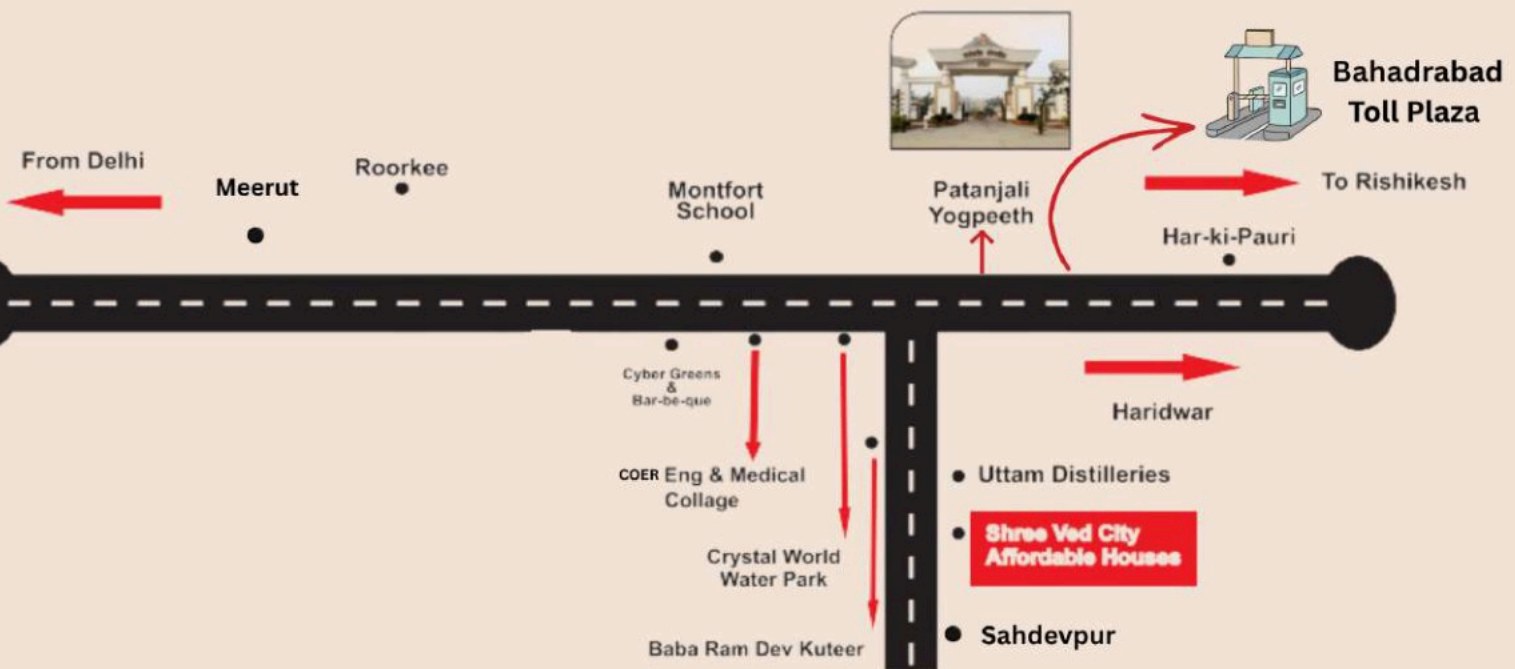 Bahadrabad
Toll Plaza
From Delhi
Meerut
Roorkee
Montfort
School
Patanjali
Yogpeeth
To Rishikesh
Har-ki-Pauri
Cyber Greens
&
Bar-be-que
Haridwar
COER Eng & Medical
Collage
Uttam Distilleries
Shree Ved City
Affordable Houses
Crystal World
Water Park
Sahdevpur
Baba Ram Dev Kuteer